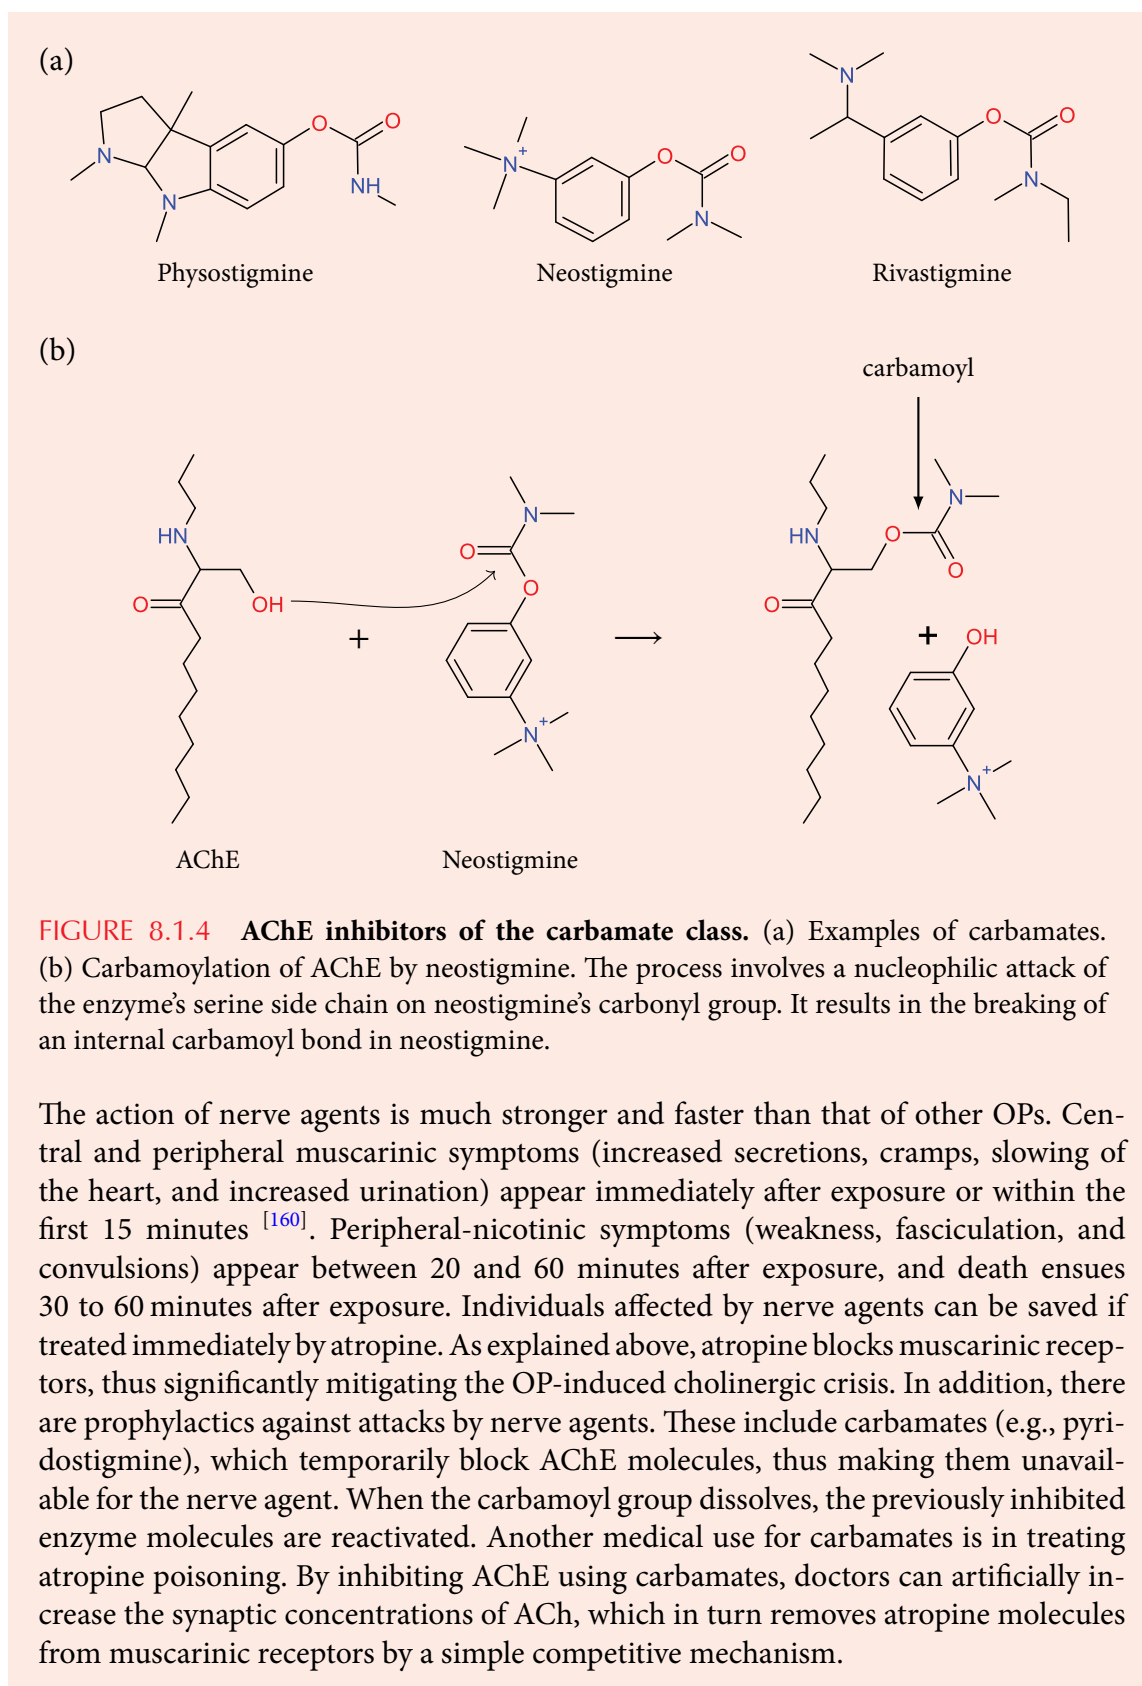 (a)
N
N
O
O
NH
Physostigmine
N+
O
O
N
Neostigmine
N
O
O
N
Rivastigmine
(b)
carbamoyl
HN
O
OH
+
N
O
O
N+
HN
O
O
N
O
+
OH
N+
AChE
Neostigmine
FIGURE 8.1.4 AChE inhibitors of the carbamate class. (a) Examples of carbamates.
(b) Carbamoylation of AChE by neostigmine. The process involves a nucleophilic attack of
the enzyme’s serine side chain on neostigmine’s carbonyl group. It results in the breaking of
an internal carbamoyl bond in neostigmine.
The action of nerve agents is much stronger and faster than that of other OPs. Cen-
tral and peripheral muscarinic symptoms (increased secretions, cramps, slowing of
the heart, and increased urination) appear immediately after exposure or within the
first 15 minutes [160]. Peripheral-nicotinic symptoms (weakness, fasciculation, and
convulsions) appear between 20 and 60 minutes after exposure, and death ensues
30 to 60 minutes after exposure. Individuals affected by nerve agents can be saved if
treated immediately by atropine. As explained above, atropine blocks muscarinic recep-
tors, thus significantly mitigating the OP-induced cholinergic crisis. In addition, there
are prophylactics against attacks by nerve agents. These include carbamates (e.g., pyri-
dostigmine), which temporarily block AChE molecules, thus making them unavail-
able for the nerve agent. When the carbamoyl group dissolves, the previously inhibited
enzyme molecules are reactivated. Another medical use for carbamates is in treating
atropine poisoning. By inhibiting AChE using carbamates, doctors can artificially in-
crease the synaptic concentrations of ACh, which in turn removes atropine molecules
from muscarinic receptors by a simple competitive mechanism.